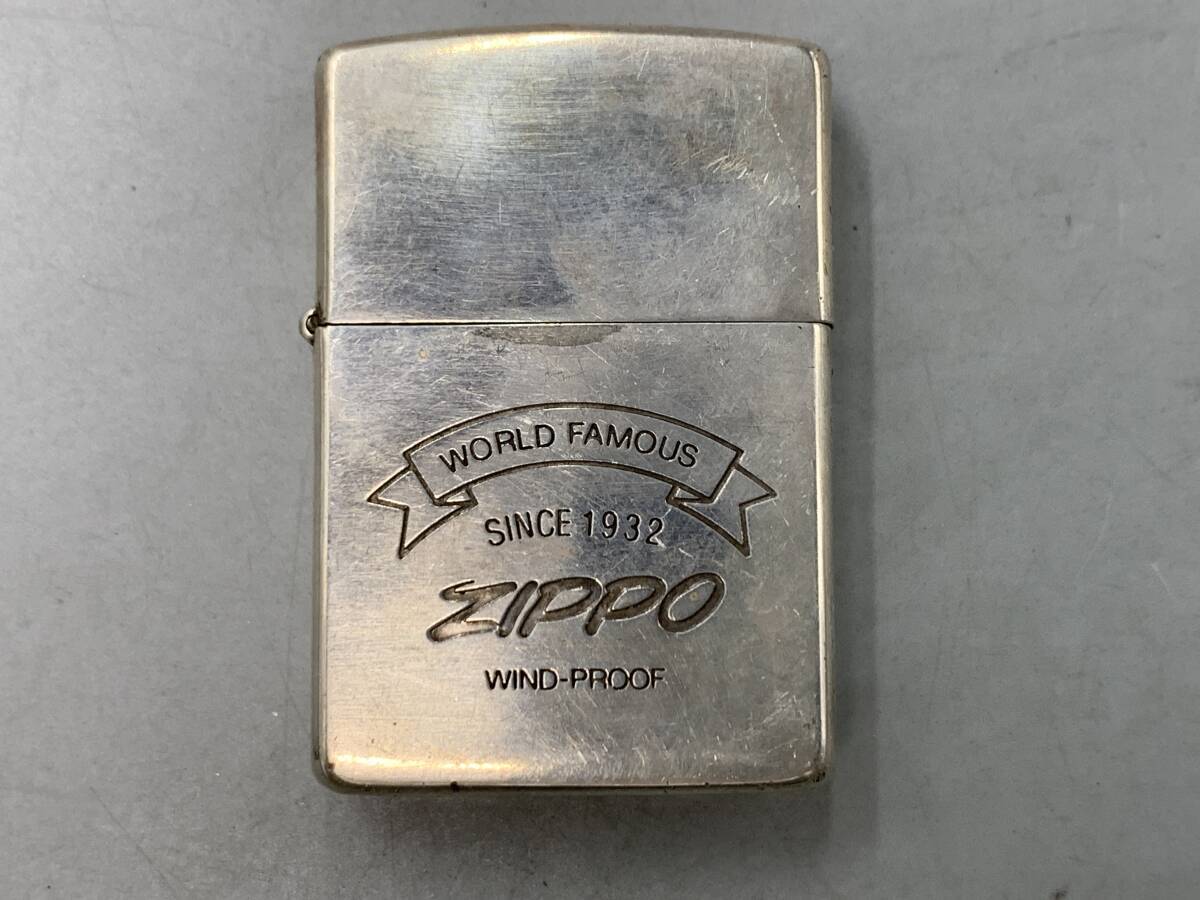 WORLD FAMOUS
SINCE 1932
ZIPPO
WIND-PROOF